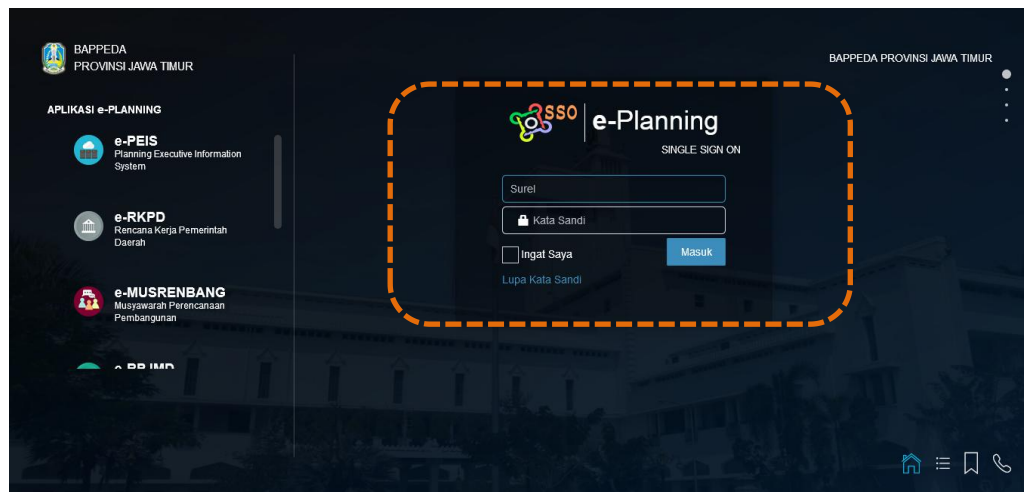 BAPPEDA
PROVINSI JAWA TIMUR
APLIKASI e-PLANNING
e-PEIS
Planning Executive Information
System
e-RKPD
Rencana Kerja Pemerintah
Daerah
e-MUSRENBANG
Musyawarah Perencanaan
Pembangunan
BAPPEDA PROVINSI JAWA TIMUR
SSO e-Planning
SINGLE SIGN ON
Surel
Kata Sandi
Ingat Saya
Masuk
Lupa Kata Sandi